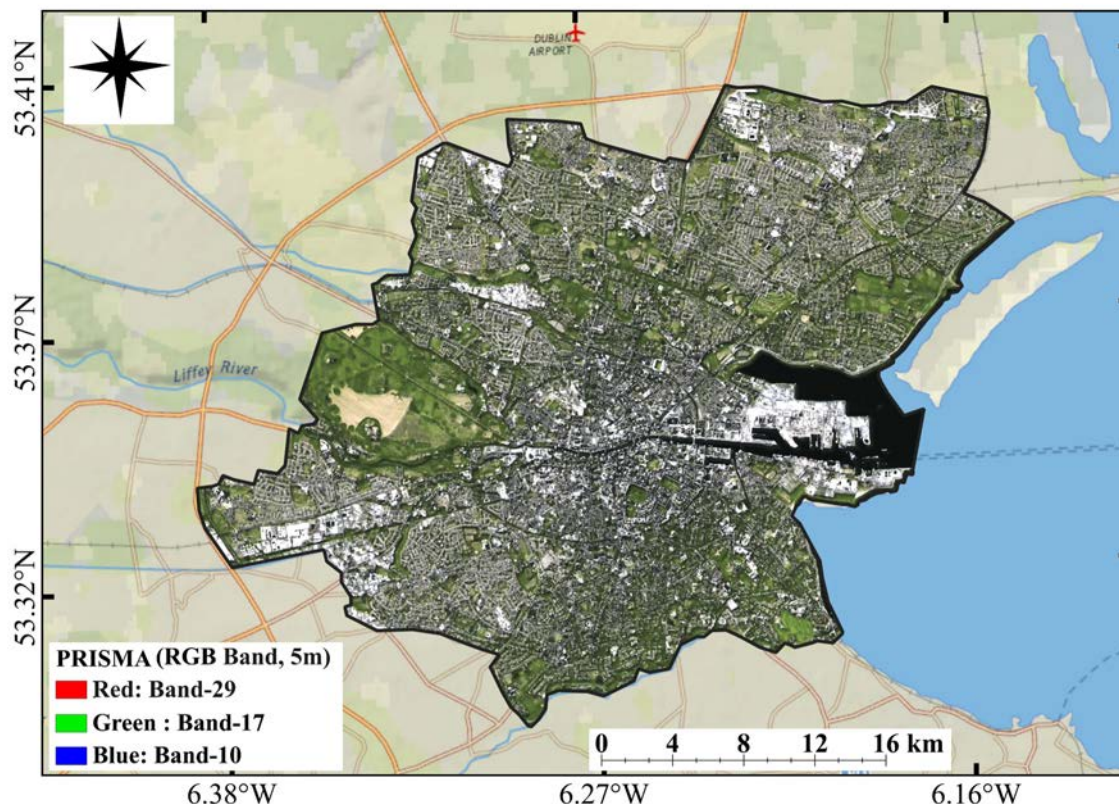 DUBLIN
AIRPORT
53.41°N
53.37°N
Liffey River
53.32°N
PRISMA (RGB Band, 5m)
Red: Band-29
Green : Band-17
Blue: Band-10
0 4 8 12 16 km
6.38°W 6.27°W 6.16°W